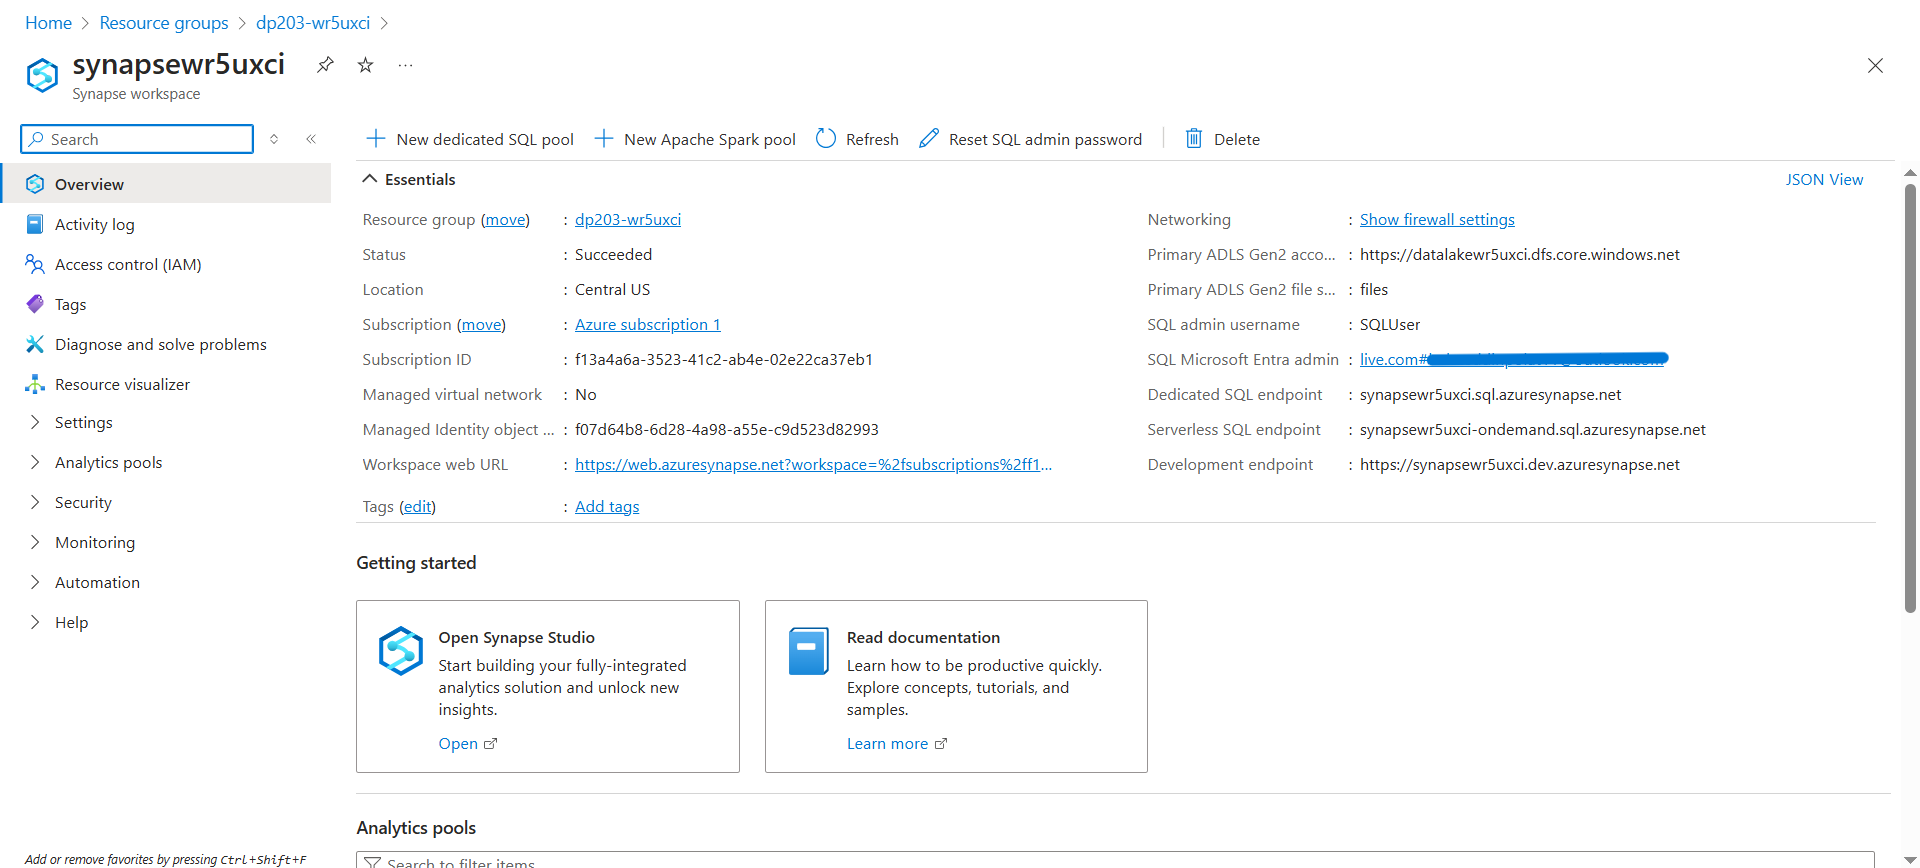 Home > Resource groups > dp203-wr5uxci >
synapsewr5uxci
Synapse workspace
Search
New dedicated SQL pool New Apache Spark pool Refresh Reset SQL admin password Delete
Overview
Activity log
Access control (IAM)
Tags
Diagnose and solve problems
Resource visualizer
Settings
Analytics pools
Security
Monitoring
Automation
Help
Add or remove favorites by pressing Ctrl+Shift+F
Essentials
JSON View
Resource group (move) : dp203-wr5uxci
Status : Succeeded
Location : Central US
Subscription (move) : Azure subscription 1
Subscription ID : f13a4a6a-3523-41c2-ab4e-02e22ca37eb1
Managed virtual network : No
Managed Identity object ... : f07d64b8-6d28-4a98-a55e-c9d523d82993
Workspace web URL : https://web.azuresynapse.net?workspace=%2fsubscriptions%2ff1...
Tags (edit) : Add tags
Networking : Show firewall settings
Primary ADLS Gen2 acco... : https://datalakewr5uxci.dfs.core.windows.net
Primary ADLS Gen2 file s... : files
SQL admin username : SQLUser
SQL Microsoft Entra admin : live.com#
Dedicated SQL endpoint : synapsewr5uxci.sql.azuresynapse.net
Serverless SQL endpoint : synapsewr5uxci-ondemand.sql.azuresynapse.net
Development endpoint : https://synapsewr5uxci.dev.azuresynapse.net
Getting started
Open Synapse Studio
Start building your fully-integrated
analytics solution and unlock new
insights.
Open
Read documentation
Learn how to be productive quickly.
Explore concepts, tutorials, and
samples.
Learn more
Analytics pools
Search to filter items...